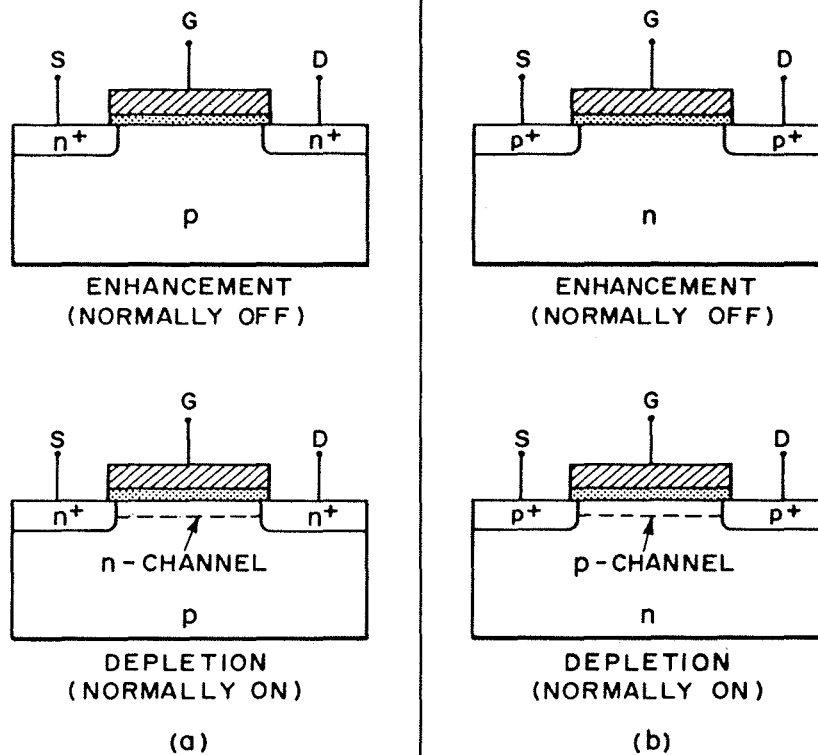 G
S
D
n+
n+
p
ENHANCEMENT
(NORMALLY OFF)
G
S
D
n+
n+
n-CHANNEL
p
DEPLETION
(NORMALLY ON)
(a)
G
S
D
p+
p+
n
ENHANCEMENT
(NORMALLY OFF)
G
S
D
p+
p+
p-CHANNEL
n
DEPLETION
(NORMALLY ON)
(b)